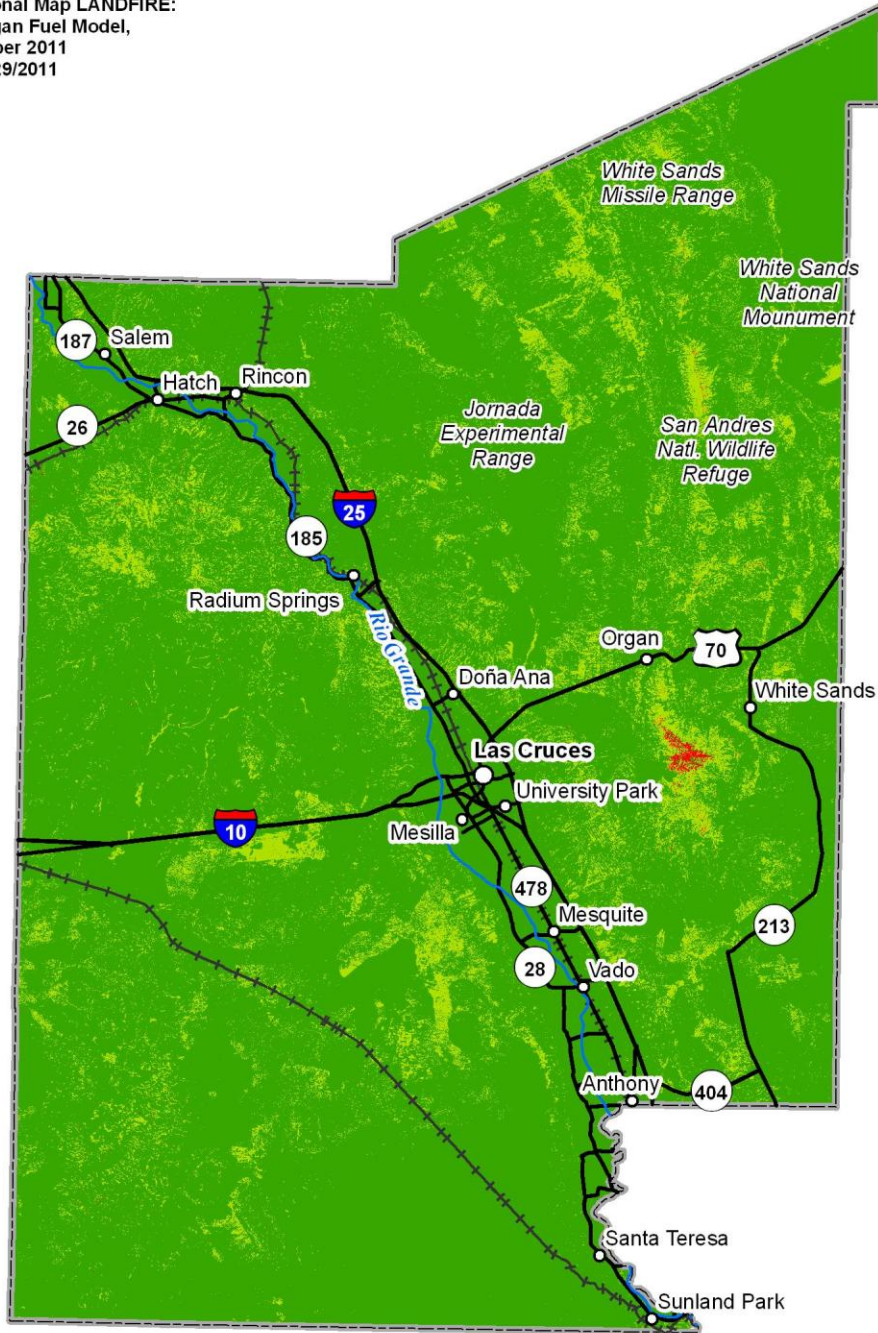 onal Map LANDFIRE:
gan Fuel Model,
ber 2011
29/2011
White Sands
Missile Range
White Sands
National
Mounument
187
Salem
Hatch
Rincon
26
Jornada
Experimental
Range
San Andres
Natl. Wildlife
Refuge
25
185
Radium Springs
Rio Grande
Organ
70
Doña Ana
White Sands
Las Cruces
University Park
10
Mesilla
478
Mesquite
213
28
Vado
Anthony
404
Santa Teresa
Sunland Park